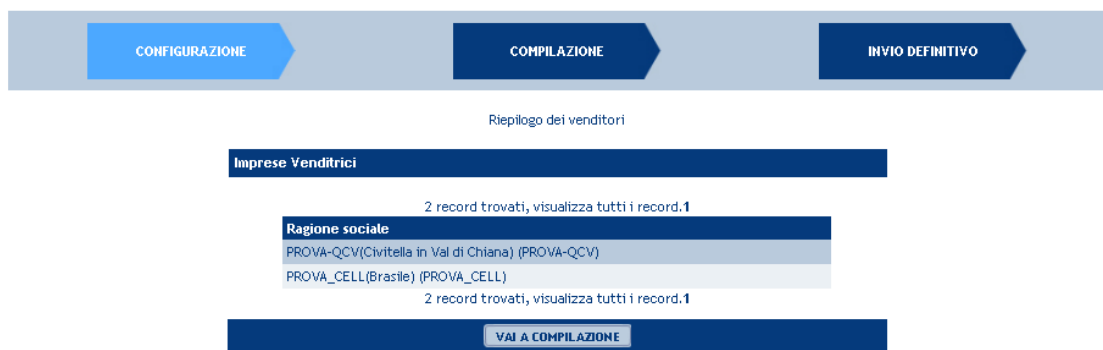 CONFIGURAZIONE COMPILAZIONE INVIO DEFINITIVO
Riepilogo dei venditori
Imprese Venditrici
2 record trovati, visualizza tutti i record.1
Ragione sociale
PROVA-QCV(Civitella in Val di Chiana) (PROVA-QCV)
PROVA_CELL(Brasile) (PROVA_CELL)
2 record trovati, visualizza tutti i record.1
VAI A COMPILAZIONE